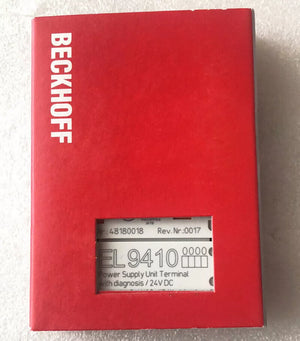 BECKHOFF
48180018 Rev.Nr:0017
EL9410 0000
Power Supply Unit Terminal
with diagnosis / 24V DC